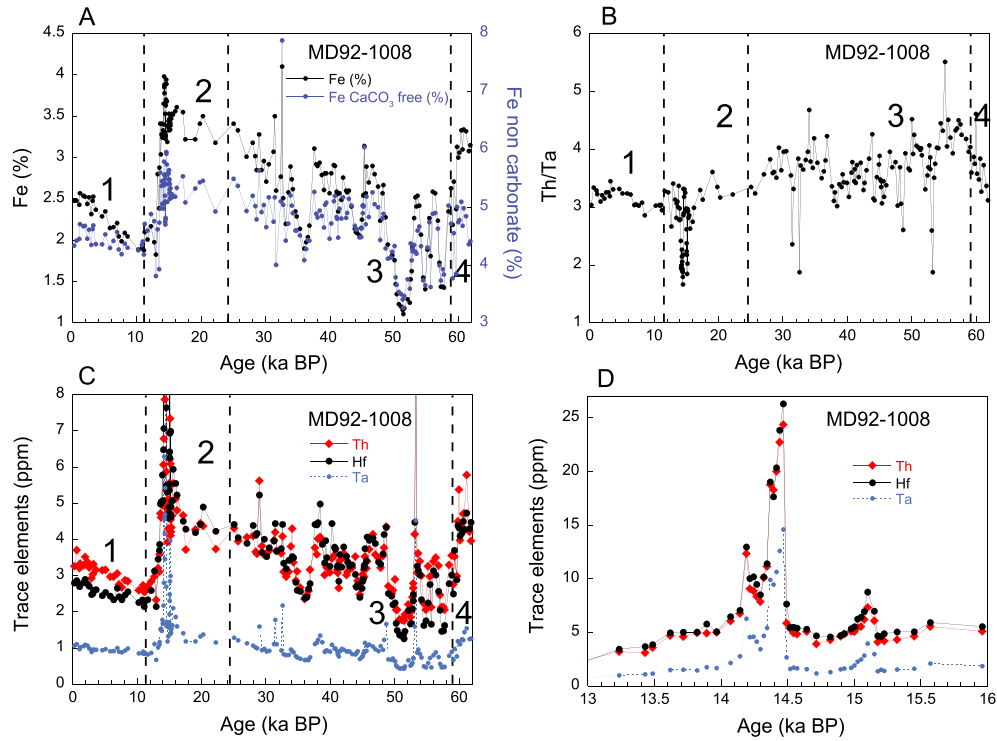 A
MD92-1008
Fe (%)
Fe CaCO3 free (%)
1
2
3
4
4.5
4
3.5
3
2.5
2
1.5
1
Fe (%)
8
7
6
5
4
3
Fe non carbonate (%)
0 10 20 30 40 50 60
Age (ka BP)
B
MD92-1008
1
2
3
4
6
5
4
3
2
1
Th/Ta
0 10 20 30 40 50 60
Age (ka BP)
C
MD92-1008
Th
Hf
Ta
1
2
3
4
8
7
6
5
4
3
2
1
0
Trace elements (ppm)
0 10 20 30 40 50 60
Age (ka BP)
D
MD92-1008
Th
Hf
Ta
25
20
15
10
5
0
Trace elements (ppm)
13 13.5 14 14.5 15 15.5 16
Age (ka BP)